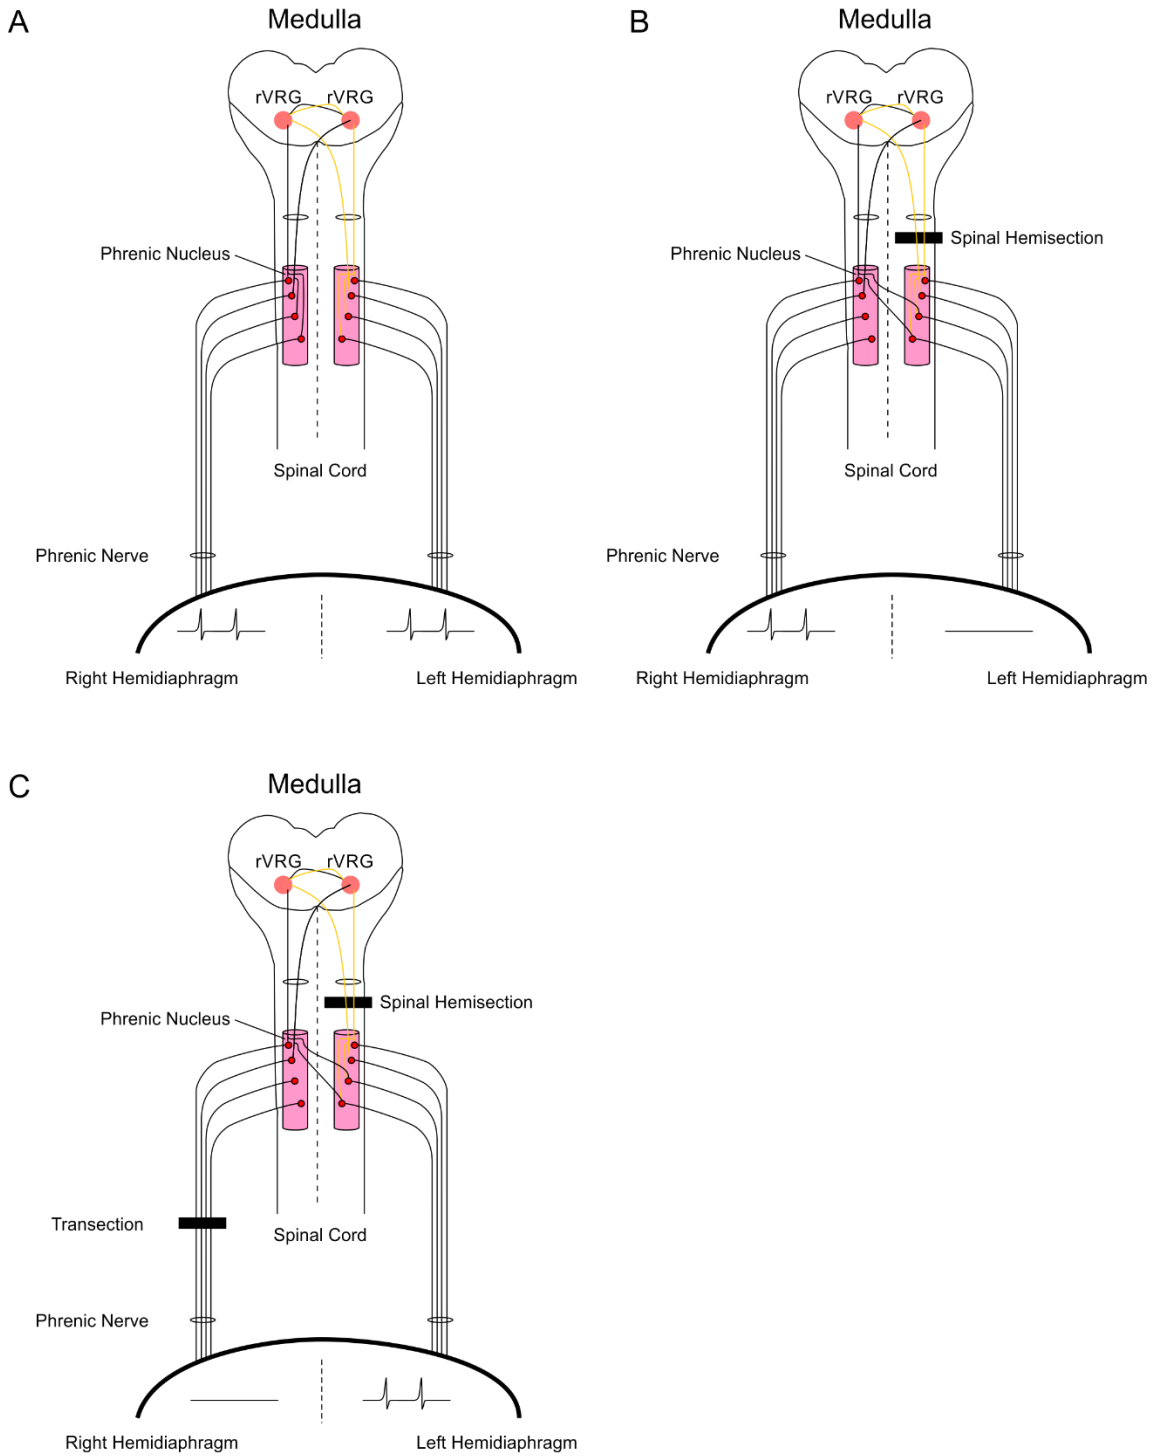 A
Medulla
rVRG rVRG
Phrenic Nucleus
Spinal Cord
Phrenic Nerve
Right Hemidiaphragm
Left Hemidiaphragm
B
Medulla
rVRG rVRG
Spinal Hemisection
Phrenic Nucleus
Spinal Cord
Phrenic Nerve
Right Hemidiaphragm
Left Hemidiaphragm
C
Medulla
rVRG rVRG
Spinal Hemisection
Phrenic Nucleus
Transection
Spinal Cord
Phrenic Nerve
Right Hemidiaphragm
Left Hemidiaphragm